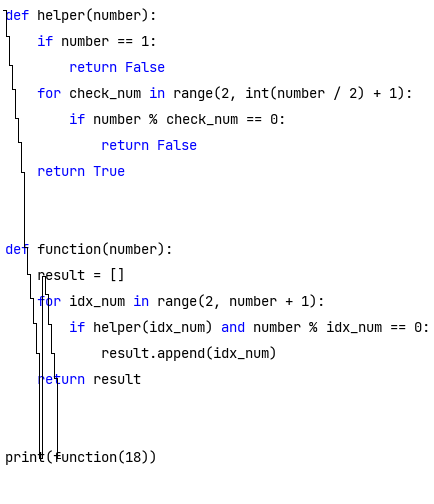 def helper(number):
    if number == 1:
        return False
    for check_num in range(2, int(number / 2) + 1):
        if number % check_num == 0:
            return False
    return True
def function(number):
    result = []
    for idx_num in range(2, number + 1):
        if helper(idx_num) and number % idx_num == 0:
            result.append(idx_num)
    return result
print(function(18))